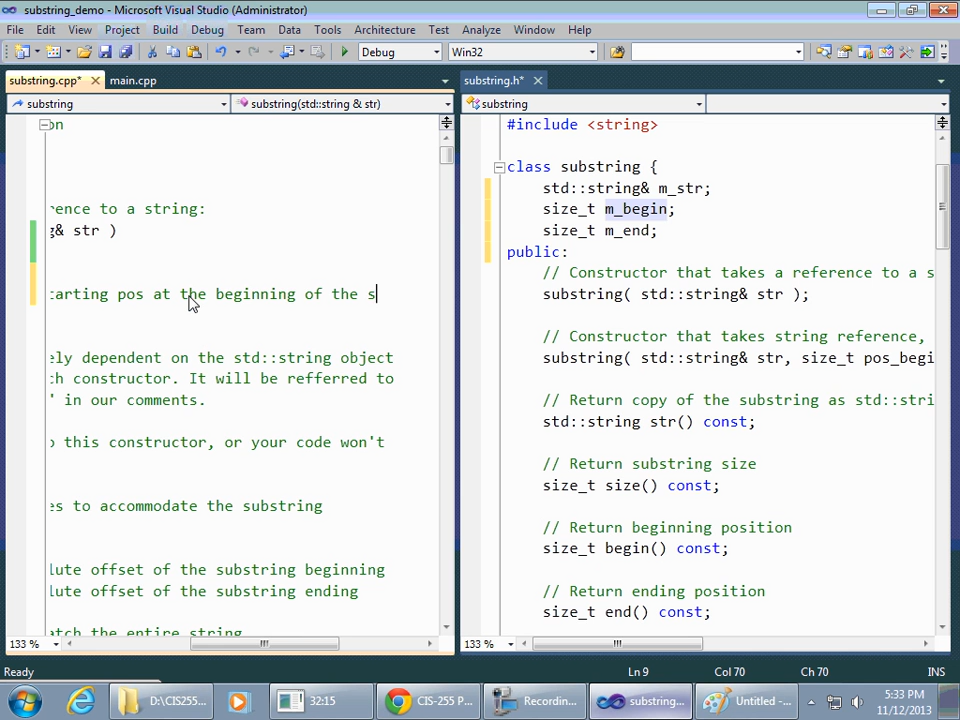 substring_demo - Microsoft Visual Studio (Administrator)
File Edit View Project Build Debug Team Data Tools Architecture Test Analyze Window Help
Debug Win32
substring.cpp* main.cpp substring.h*
substring substring(std::string & str) substring
on
rence to a string:
g& str )
tarting pos at the beginning of the s
ely dependent on the std::string object
ch constructor. It will be refferred to
' in our comments.
o this constructor, or your code won't
es to accommodate the substring
lute offset of the substring beginning
lute offset of the substring ending
atch the entire string
#include <string>
class substring {
std::string& m_str;
size_t m_begin;
size_t m_end;
public:
// Constructor that takes a reference to a s
substring( std::string& str );
// Constructor that takes string reference,
substring( std::string& str, size_t pos_begi
// Return copy of the substring as std::stri
std::string str() const;
// Return substring size
size_t size() const;
// Return beginning position
size_t begin() const;
// Return ending position
size_t end() const;
133 % 133 %
Ready Ln 9 Col 70 Ch 70 INS
D:\CIS255... 32:15 CIS-255 P... Recordin... substring... Untitled -...
5:33 PM
11/12/2013